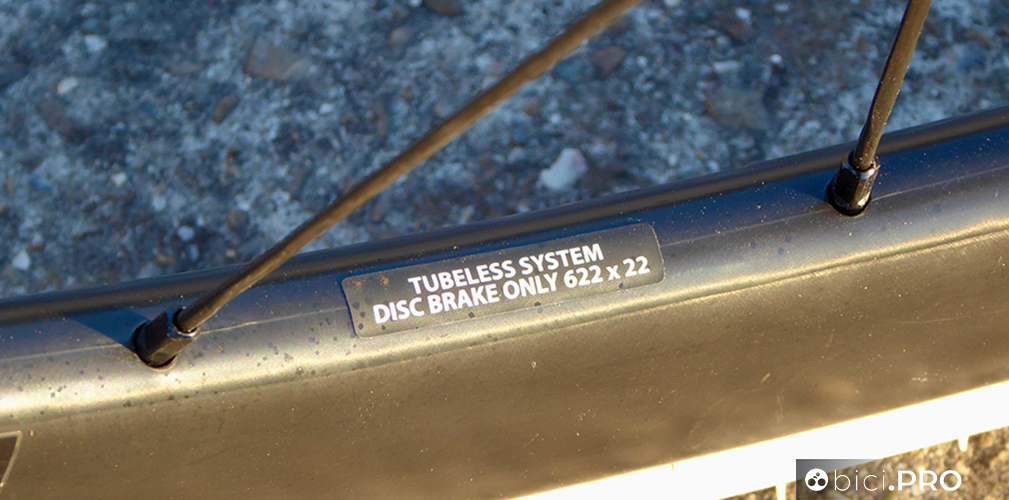 TUBELESS SYSTEM
DISC BRAKE ONLY 622 x 22
bici.PRO